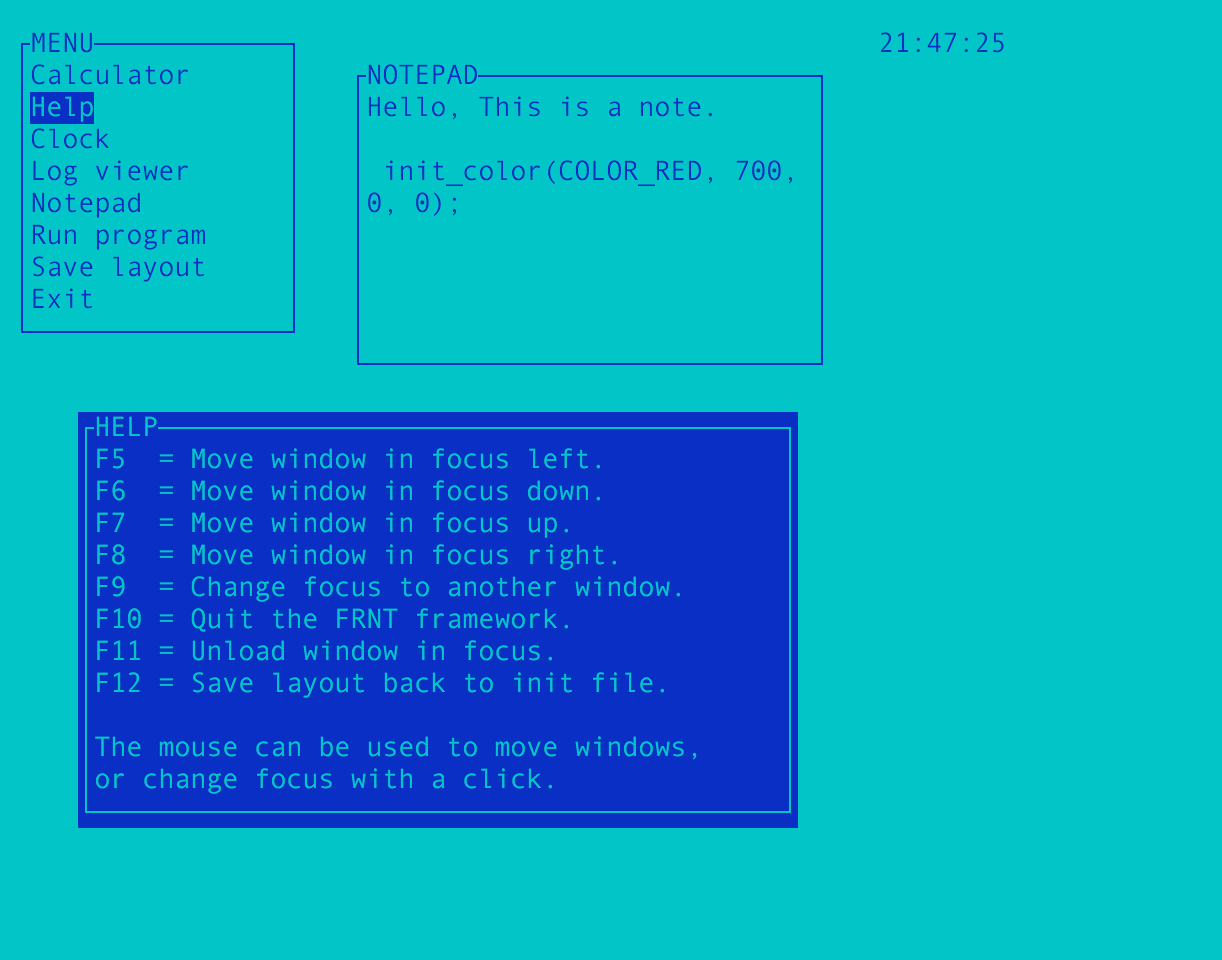 MENU
Calculator
Help
Clock
Log viewer
Notepad
Run program
Save layout
Exit
NOTEPAD
Hello, This is a note.
init_color(COLOR_RED, 700,
0, 0);
21:47:25
HELP
F5  = Move window in focus left.
F6  = Move window in focus down.
F7  = Move window in focus up.
F8  = Move window in focus right.
F9  = Change focus to another window.
F10 = Quit the FRNT framework.
F11 = Unload window in focus.
F12 = Save layout back to init file.
The mouse can be used to move windows,
or change focus with a click.